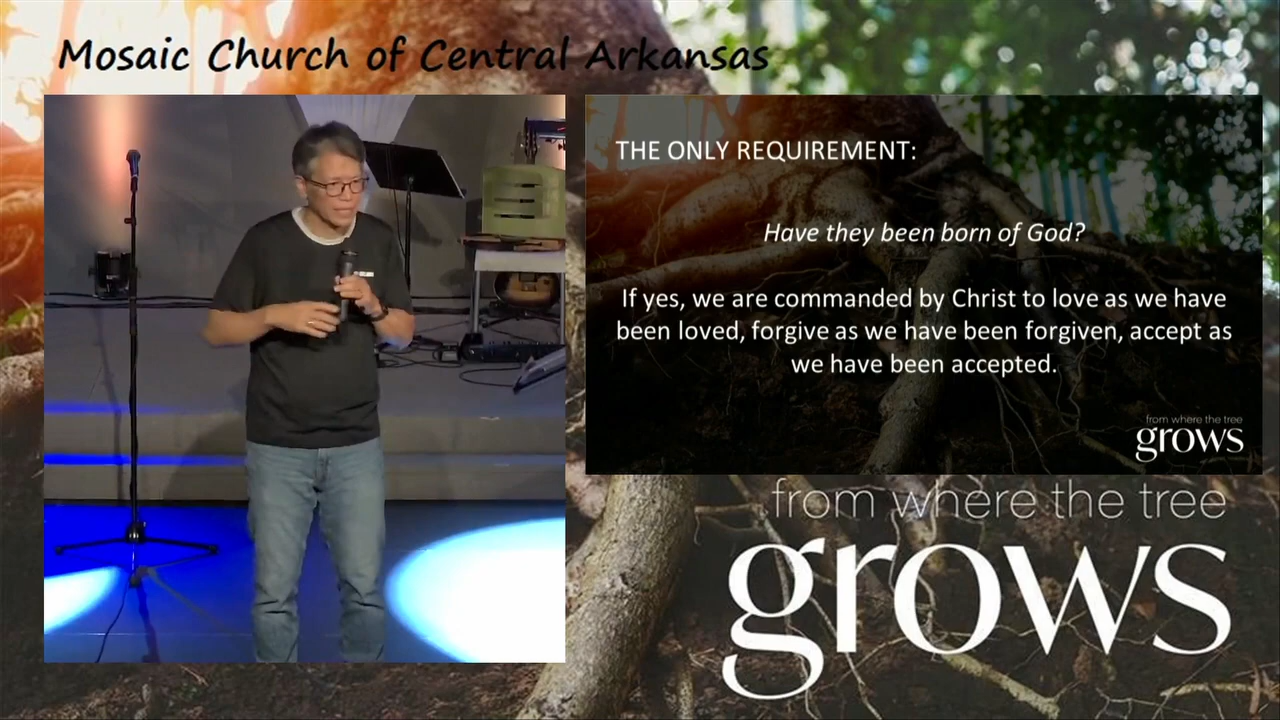 Mosaic Church of Central Arkansas
THE ONLY REQUIREMENT:
Have they been born of God?
If yes, we are commanded by Christ to love as we have
been loved, forgive as we have been forgiven, accept as
we have been accepted.
from where the tree
grows
from where the tree
grows